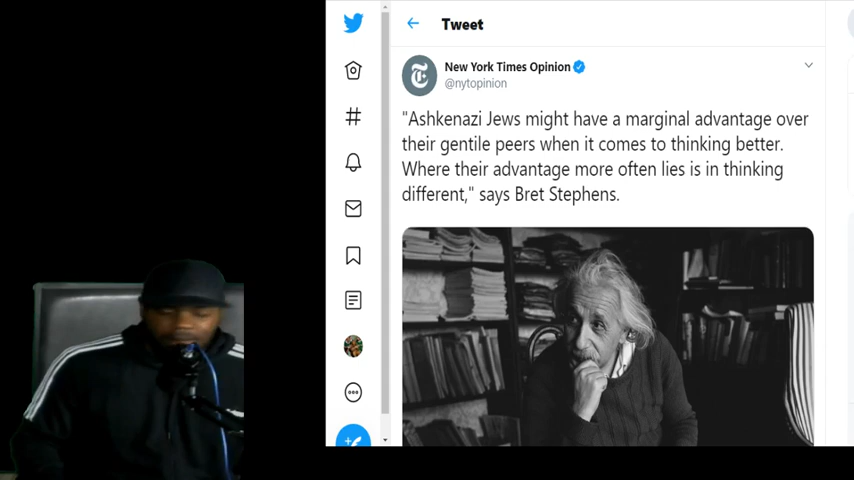 Tweet
New York Times Opinion
@nytopinion
"Ashkenazi Jews might have a marginal advantage over
their gentile peers when it comes to thinking better.
Where their advantage more often lies is in thinking
different," says Bret Stephens.